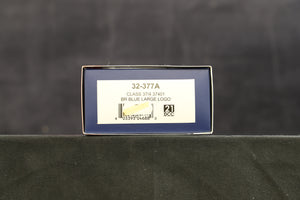 32-377A
CLASS 37/4 37401
BR BLUE LARGE LOGO
21
DCC